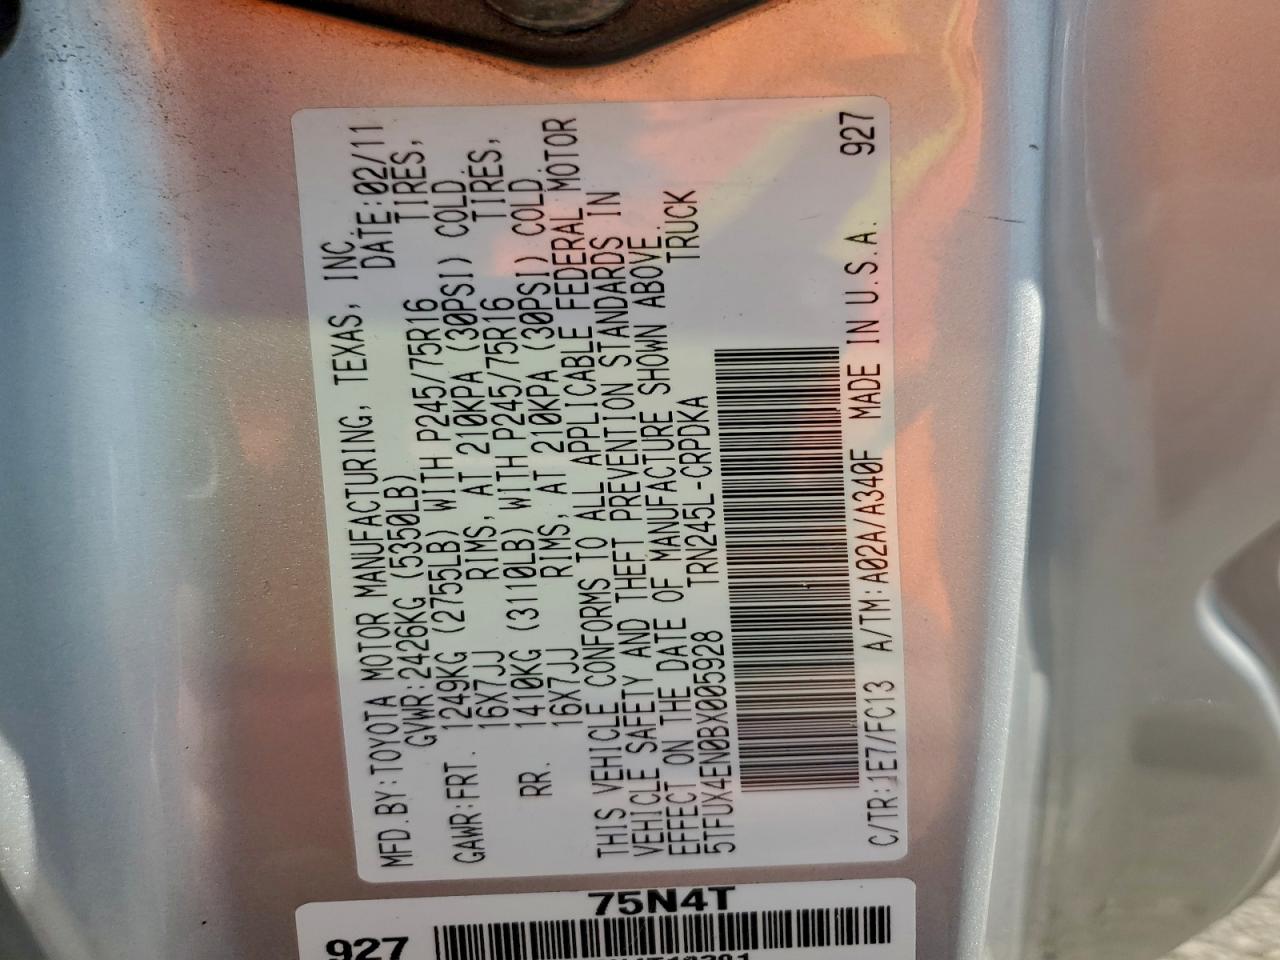 MFD.BY:TOYOTA MOTOR MANUFACTURING, TEXAS, INC.
GVWR:2426KG (5350LB) DATE:02/11
GAWR:FRT. 1249KG (2755LB) WITH P245/75R16 TIRES,
16X7JJ RIMS, AT 210KPA (30PSI) COLD.
RR. 1410KG (3110LB) WITH P245/75R16 TIRES,
16X7JJ RIMS, AT 210KPA (30PSI) COLD.
THIS VEHICLE CONFORMS TO ALL APPLICABLE FEDERAL MOTOR
VEHICLE SAFETY AND THEFT PREVENTION STANDARDS IN
EFFECT ON THE DATE OF MANUFACTURE SHOWN ABOVE.
5TFUX4EN0BX005928 TRN245L-CRPDKA TRUCK
C/TR:1E7/FC13 A/TM:A02A/A340F MADE IN U.S.A. 927
75N4T
927